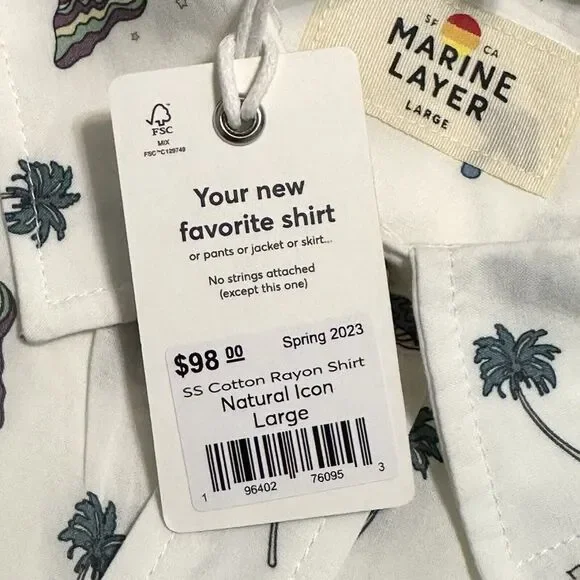 SF CA
MARINE
LAYER
LARGE
FSC
MIX
FSC™C129749
Your new
favorite shirt
or pants or jacket or skirt...
No strings attached
(except this one)
$98 00 Spring 2023
SS Cotton Rayon Shirt
Natural Icon
Large
1 96402 76095 3